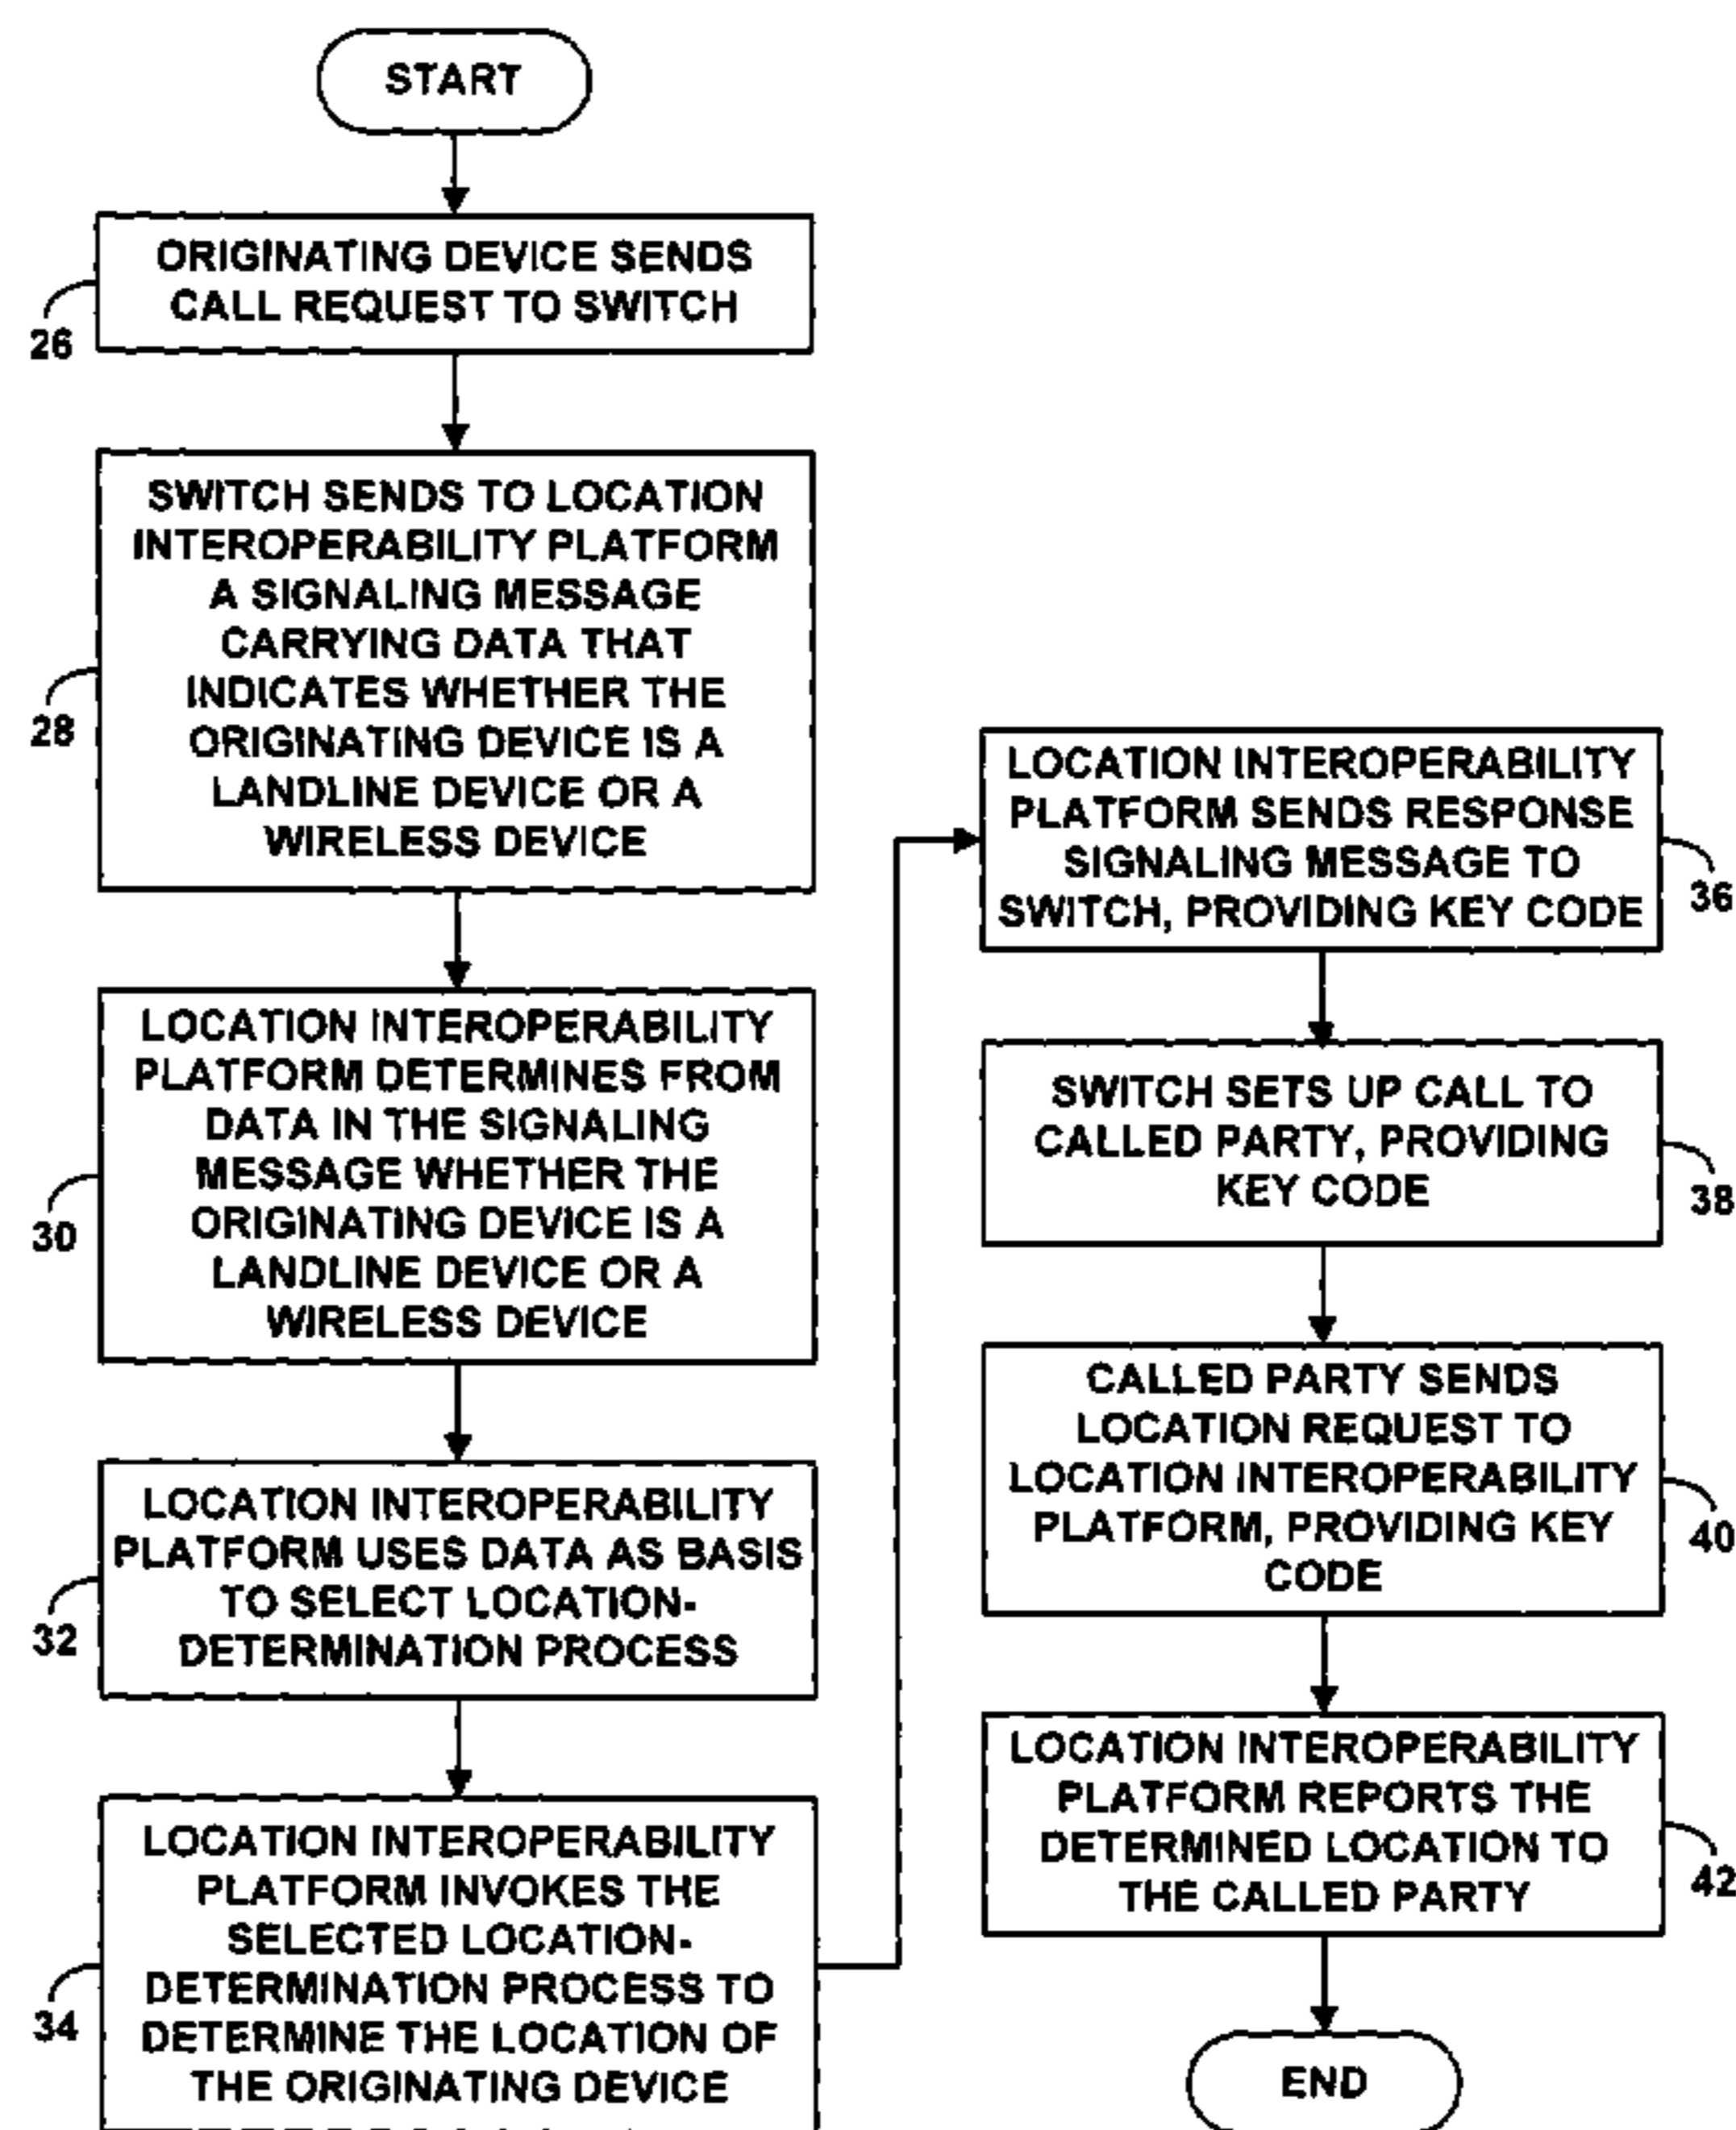 START
ORIGINATING DEVICE SENDS
CALL REQUEST TO SWITCH
26
SWITCH SENDS TO LOCATION
INTEROPERABILITY PLATFORM
A SIGNALING MESSAGE
CARRYING DATA THAT
INDICATES WHETHER THE
ORIGINATING DEVICE IS A
LANDLINE DEVICE OR A
WIRELESS DEVICE
28
LOCATION INTEROPERABILITY
PLATFORM DETERMINES FROM
DATA IN THE SIGNALING
MESSAGE WHETHER THE
ORIGINATING DEVICE IS A
LANDLINE DEVICE OR A
WIRELESS DEVICE
30
LOCATION INTEROPERABILITY
PLATFORM USES DATA AS BASIS
TO SELECT LOCATION-
DETERMINATION PROCESS
32
LOCATION INTEROPERABILITY
PLATFORM INVOKES THE
SELECTED LOCATION-
DETERMINATION PROCESS TO
DETERMINE THE LOCATION OF
THE ORIGINATING DEVICE
34
LOCATION INTEROPERABILITY
PLATFORM SENDS RESPONSE
SIGNALING MESSAGE TO
SWITCH, PROVIDING KEY CODE
36
SWITCH SETS UP CALL TO
CALLED PARTY, PROVIDING
KEY CODE
38
CALLED PARTY SENDS
LOCATION REQUEST TO
LOCATION INTEROPERABILITY
PLATFORM, PROVIDING KEY
CODE
40
LOCATION INTEROPERABILITY
PLATFORM REPORTS THE
DETERMINED LOCATION TO
THE CALLED PARTY
42
END